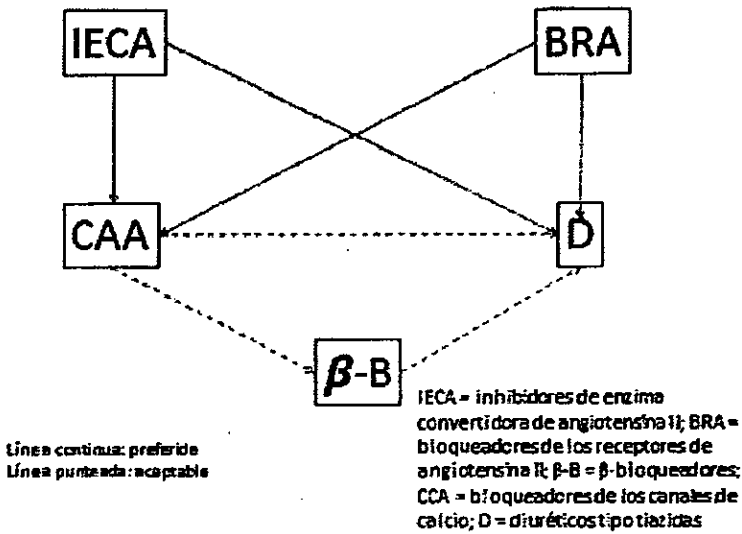 IECA
BRA
CAA
D
β-B
Línea continua: preferido
Línea punteada: aceptable
IECA = inhibidores de enzima
convertidora de angiotensina II; BRA =
bloqueadores de los receptores de
angiotensina II; β-B = β-bloqueadores;
CCA = bloqueadores de los canales de
calcio; D = diuréticos tipo tiazidas